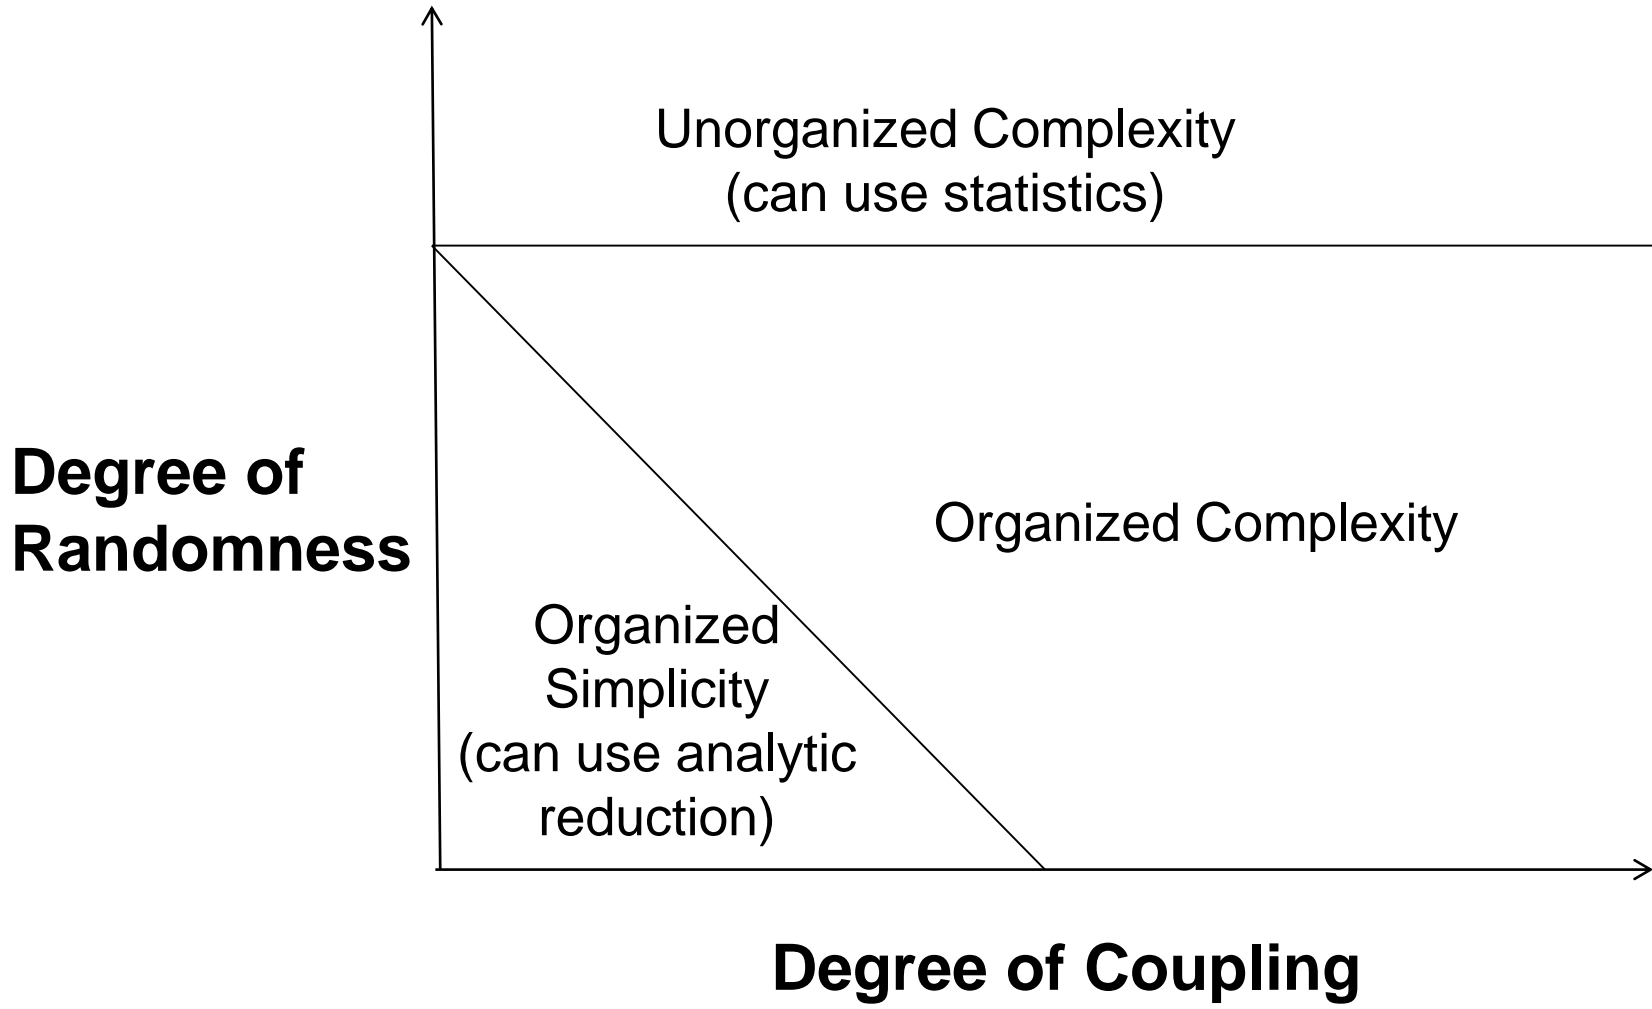 Unorganized Complexity
(can use statistics)
Degree of
Randomness
Organized Complexity
Organized
Simplicity
(can use analytic
reduction)
Degree of Coupling